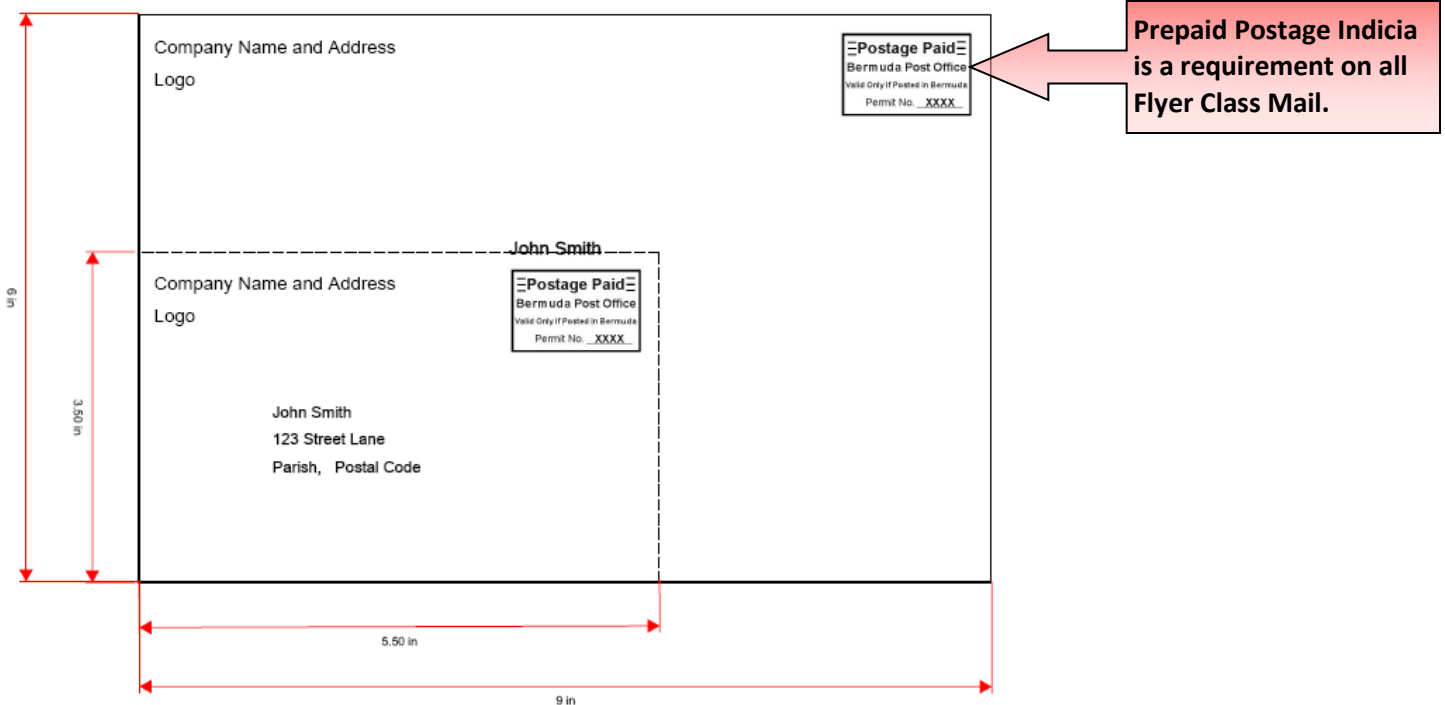 Company Name and Address
Logo
Postage Paid
Bermuda Post Office
Valid Only If Posted in Bermuda
Permit No. XXXX
Prepaid Postage Indicia
is a requirement on all
Flyer Class Mail.
6 in
3.50 in
John Smith
Company Name and Address
Logo
Postage Paid
Bermuda Post Office
Valid Only If Posted in Bermuda
Permit No. XXXX
John Smith
123 Street Lane
Parish, Postal Code
5.50 in
9 in